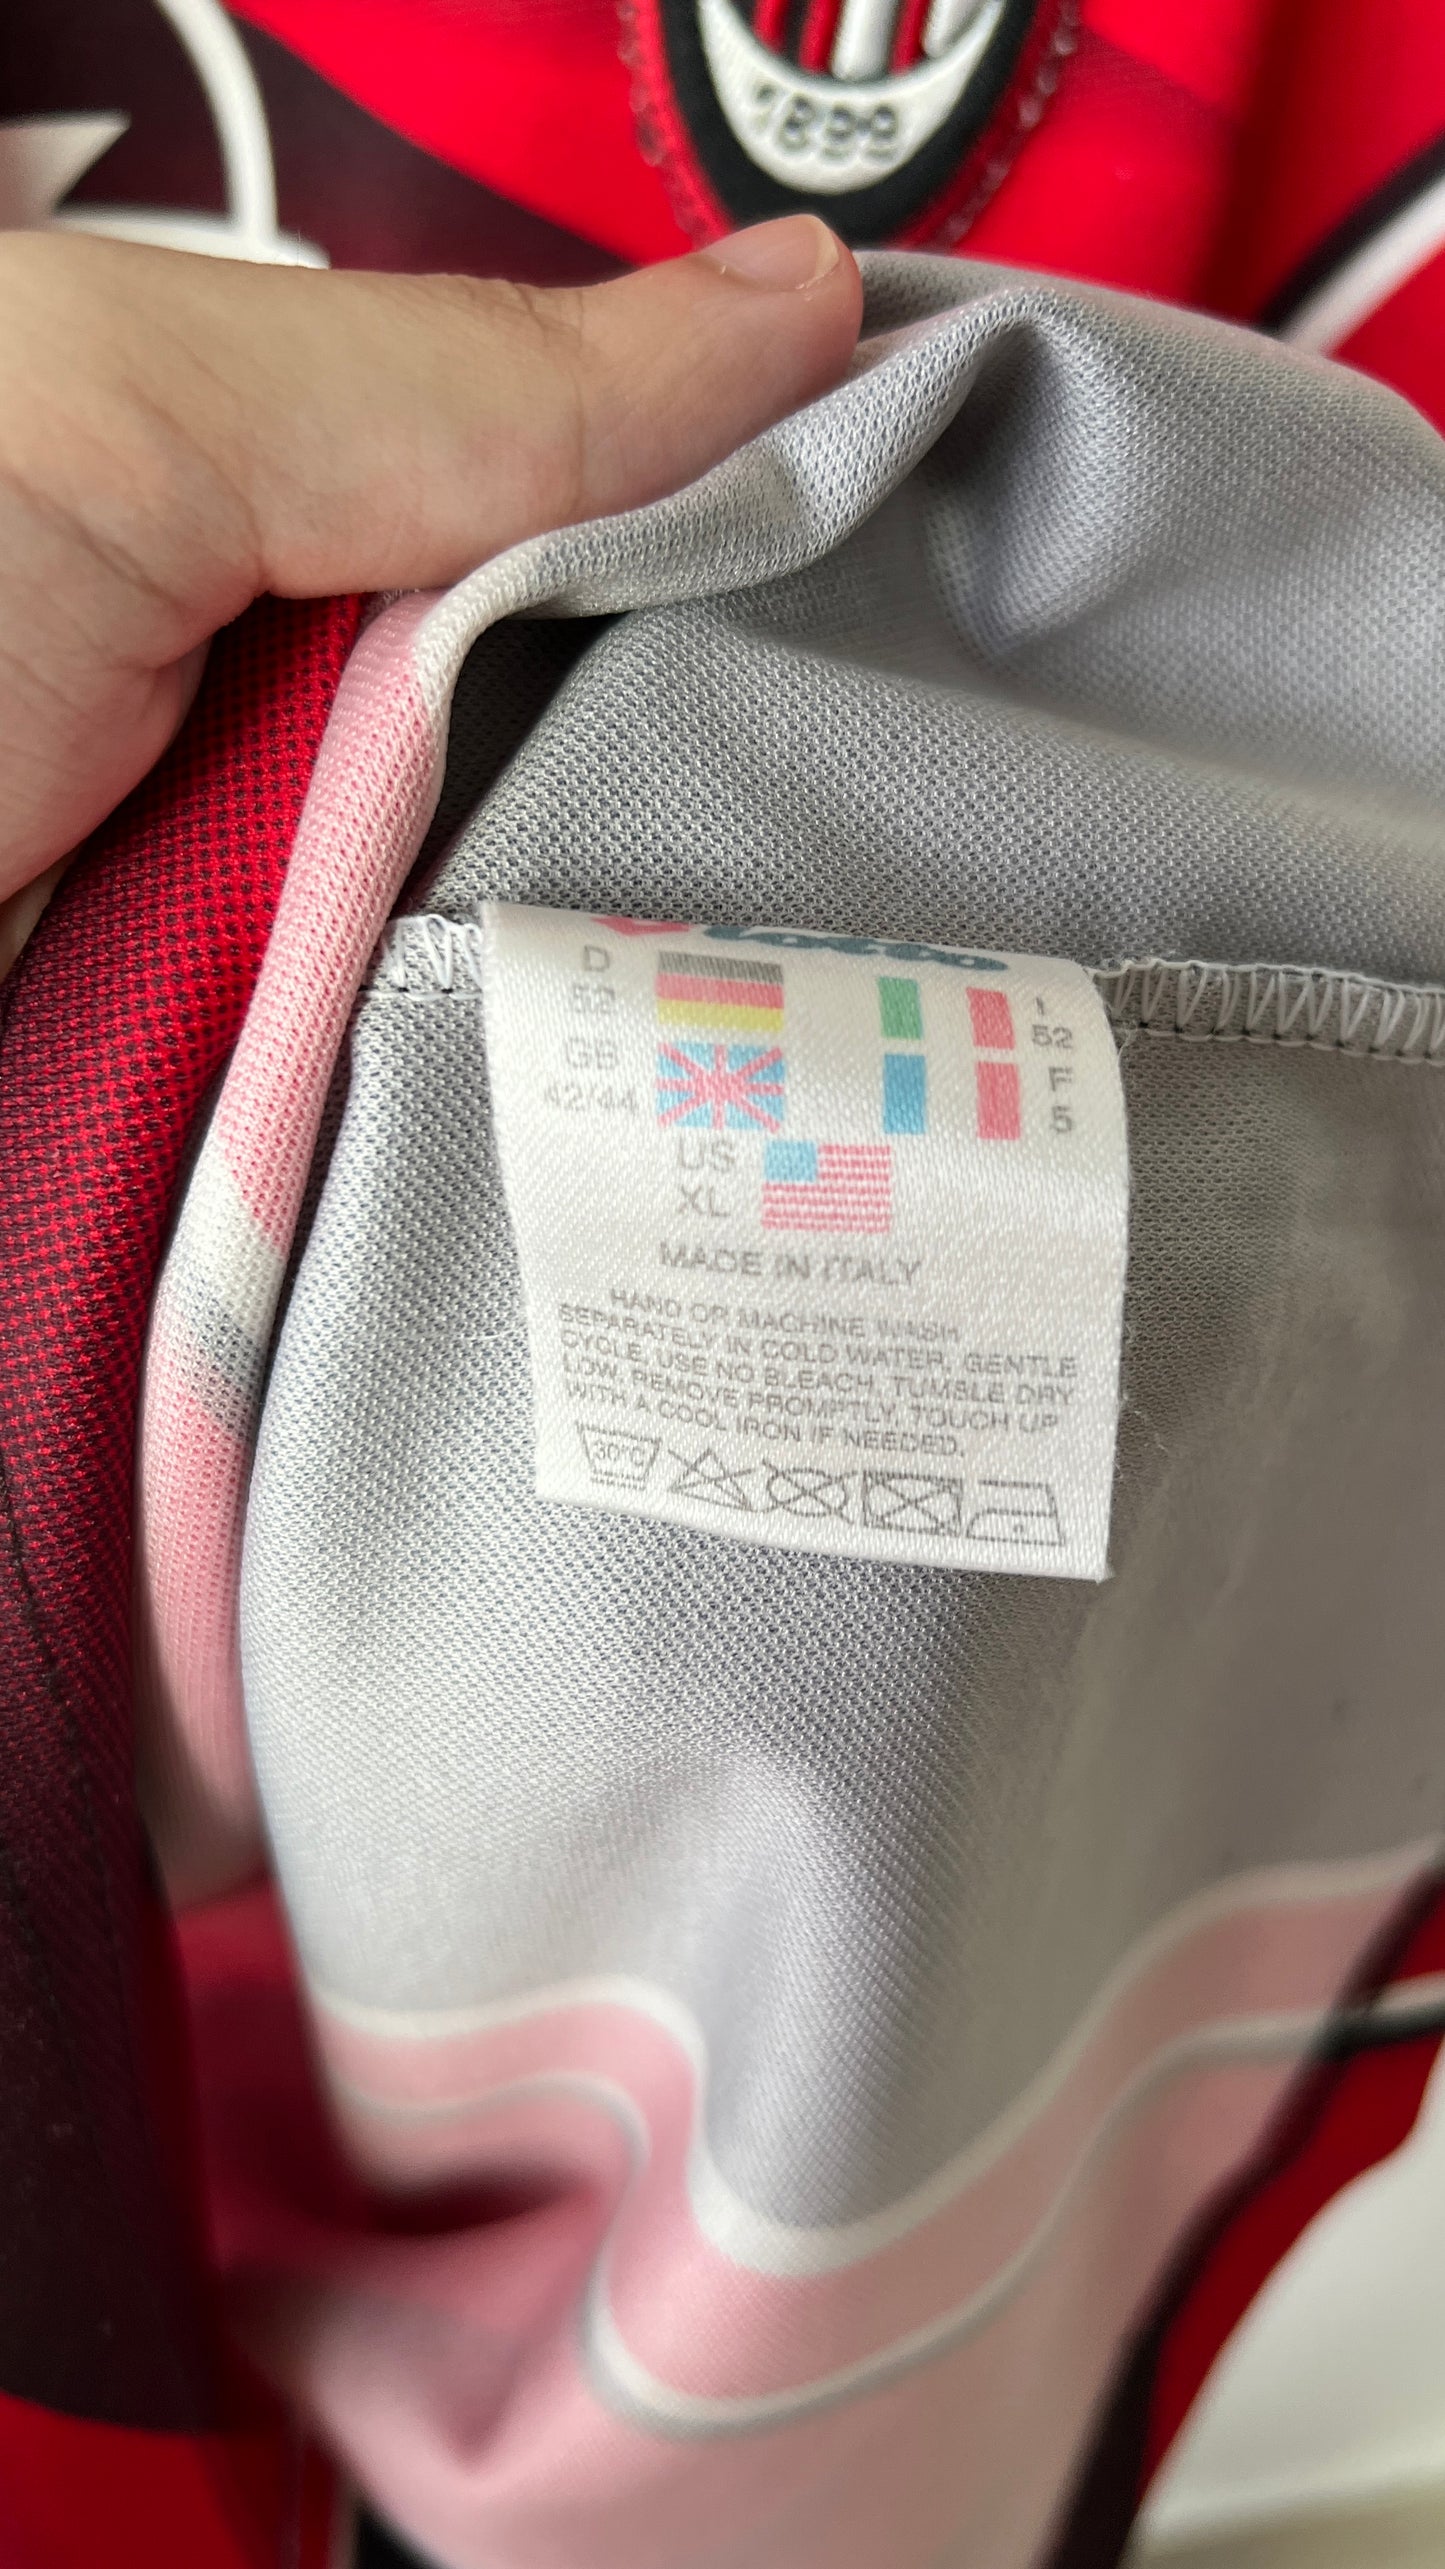 1899
lotto
D
52
I
52
GB
42/44
F
5
US
XL
MADE IN ITALY
HAND OR MACHINE WASH
SEPARATELY IN COLD WATER, GENTLE
CYCLE, USE NO BLEACH, TUMBLE DRY
LOW, REMOVE PROMPTLY, TOUCH UP
WITH A COOL IRON IF NEEDED.
30°C